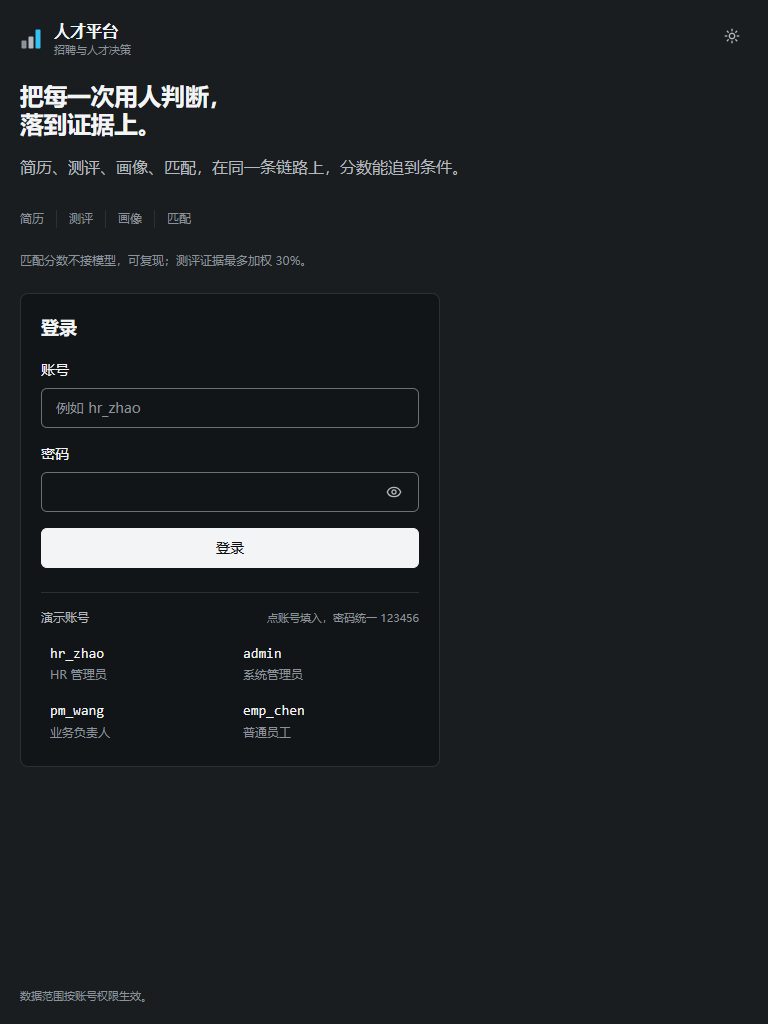 人才平台
招聘与人才决策
把每一次用人判断，
落到证据上。
简历、测评、画像、匹配，在同一条链路上，分数能追到条件。
简历 测评 画像 匹配
匹配分数不接模型，可复现；测评证据最多加权 30%。
登录
账号
例如 hr_zhao
密码
登录
演示账号 点账号填入，密码统一 123456
hr_zhao admin
HR 管理员 系统管理员
pm_wang emp_chen
业务负责人 普通员工
数据范围按账号权限生效。